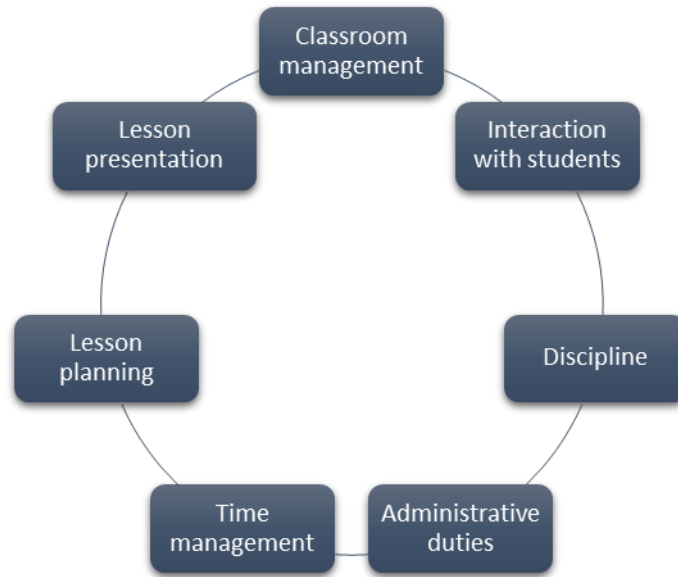 Classroom
management
Interaction
with students
Discipline
Administrative
duties
Time
management
Lesson
planning
Lesson
presentation